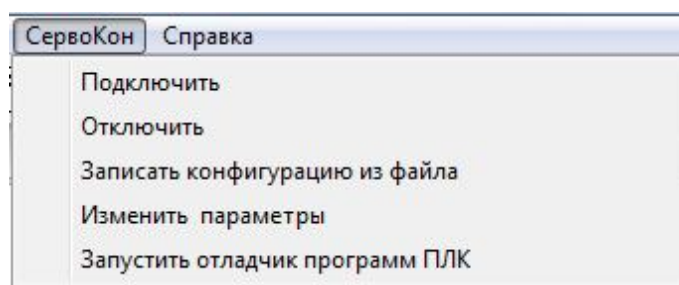 СервоКон Справка
Подключить
Отключить
Записать конфигурацию из файла
Изменить параметры
Запустить отладчик программ ПЛК